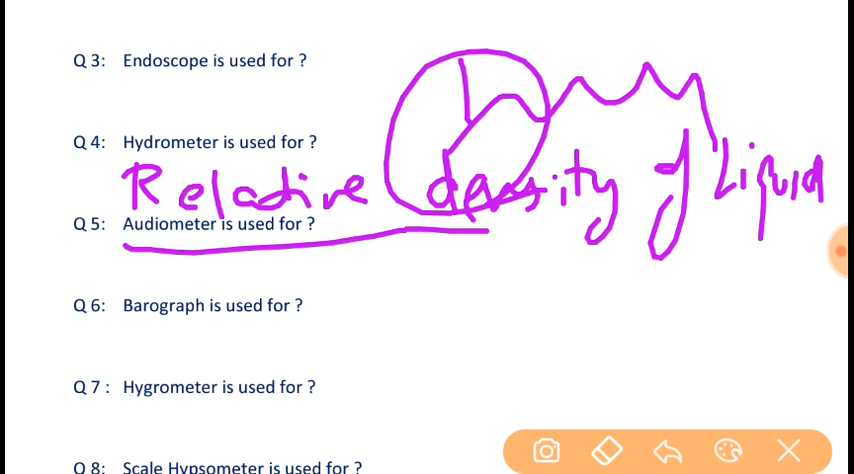 Q 3: Endoscope is used for ?
Q 4: Hydrometer is used for ?
Relative density of liquid
Q 5: Audiometer is used for ?
Q 6: Barograph is used for ?
Q 7 : Hygrometer is used for ?
Q 8: Scale Hypsometer is used for ?